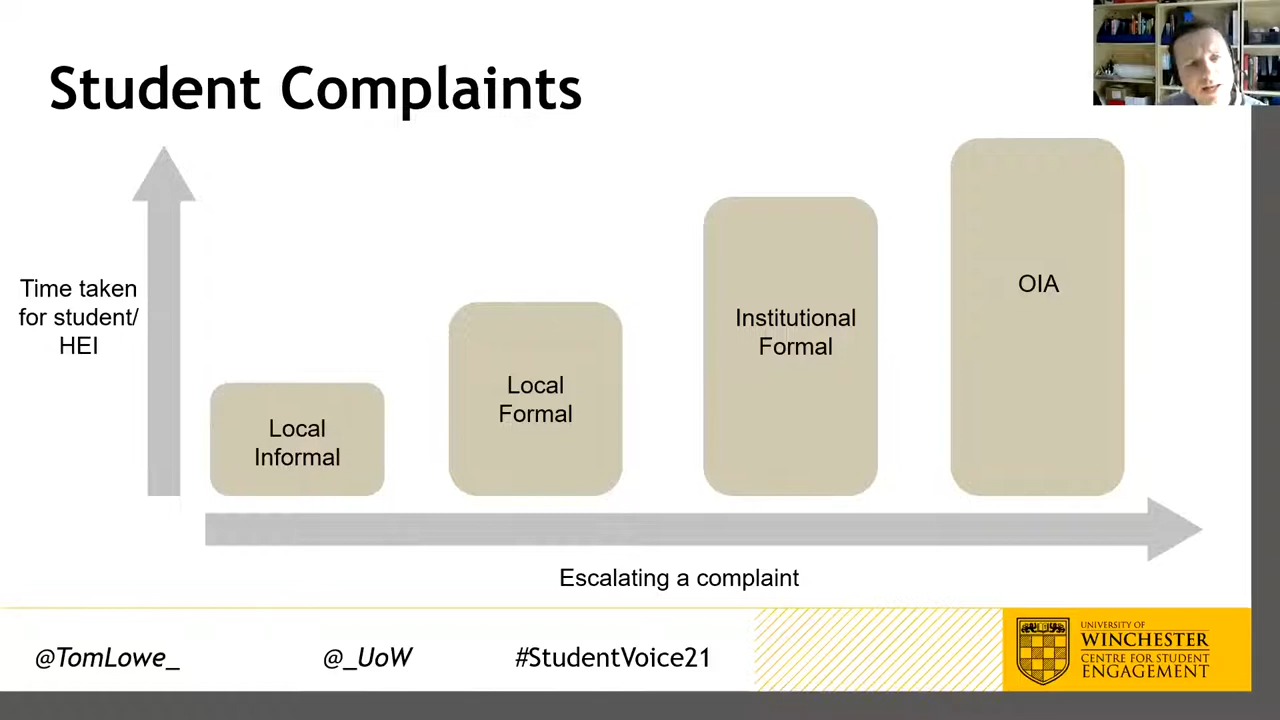 Student Complaints
Time taken
for student/
HEI
Local
Informal
Local
Formal
Institutional
Formal
OIA
Escalating a complaint
@TomLowe_
@_UoW
#StudentVoice21
UNIVERSITY OF
WINCHESTER
CENTRE FOR STUDENT
ENGAGEMENT